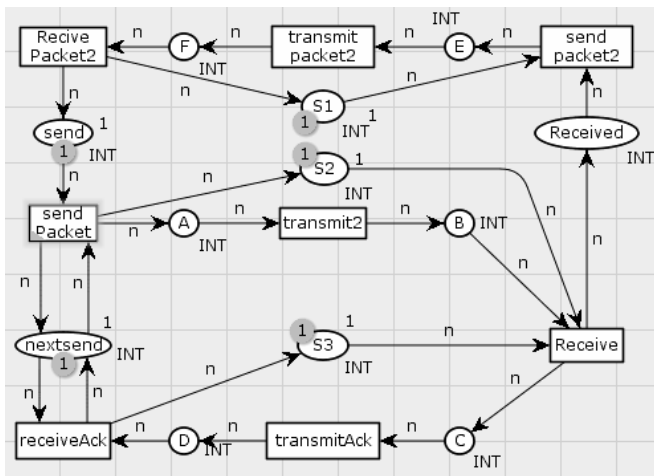 INT
Recive
Packet2
n
F
n
transmit
packet2
n
E
n
send
packet2
INT
n
n
n
n
S1
1
1
INT
send
1
1
INT
Received
INT
n
n
1
S2
1
INT
send
Packet
n
A
n
transmit2
n
B
INT
INT
n
n
n
n
n
nextsend
1
1
INT
1
S3
1
INT
n
Receive
n
n
n
n
receiveAck
n
D
INT
n
transmitAck
n
C
INT